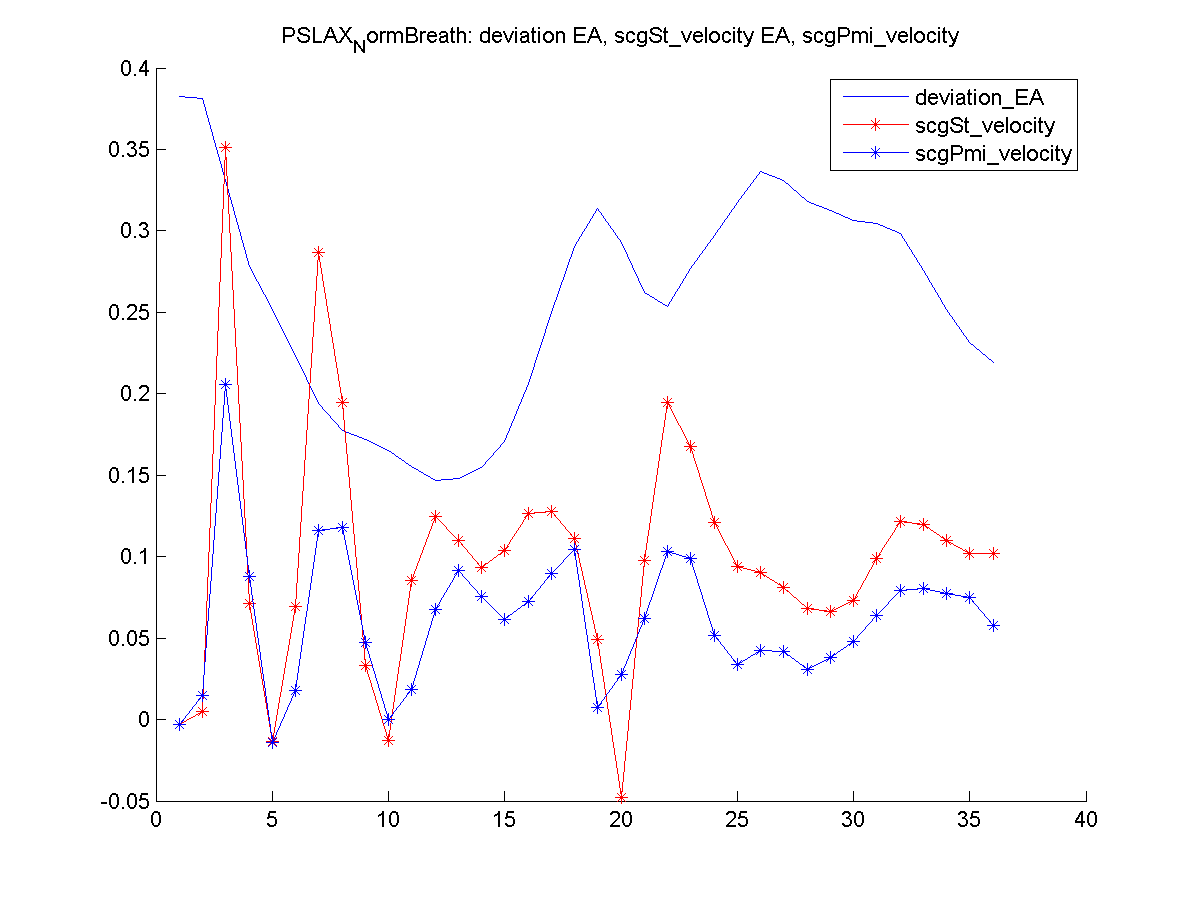 PSLAX_NormBreath: deviation EA, scgSt_velocity EA, scgPmi_velocity
deviation_EA
scgSt_velocity
scgPmi_velocity
0.4
0.35
0.3
0.25
0.2
0.15
0.1
0.05
0
-0.05
0 5 10 15 20 25 30 35 40